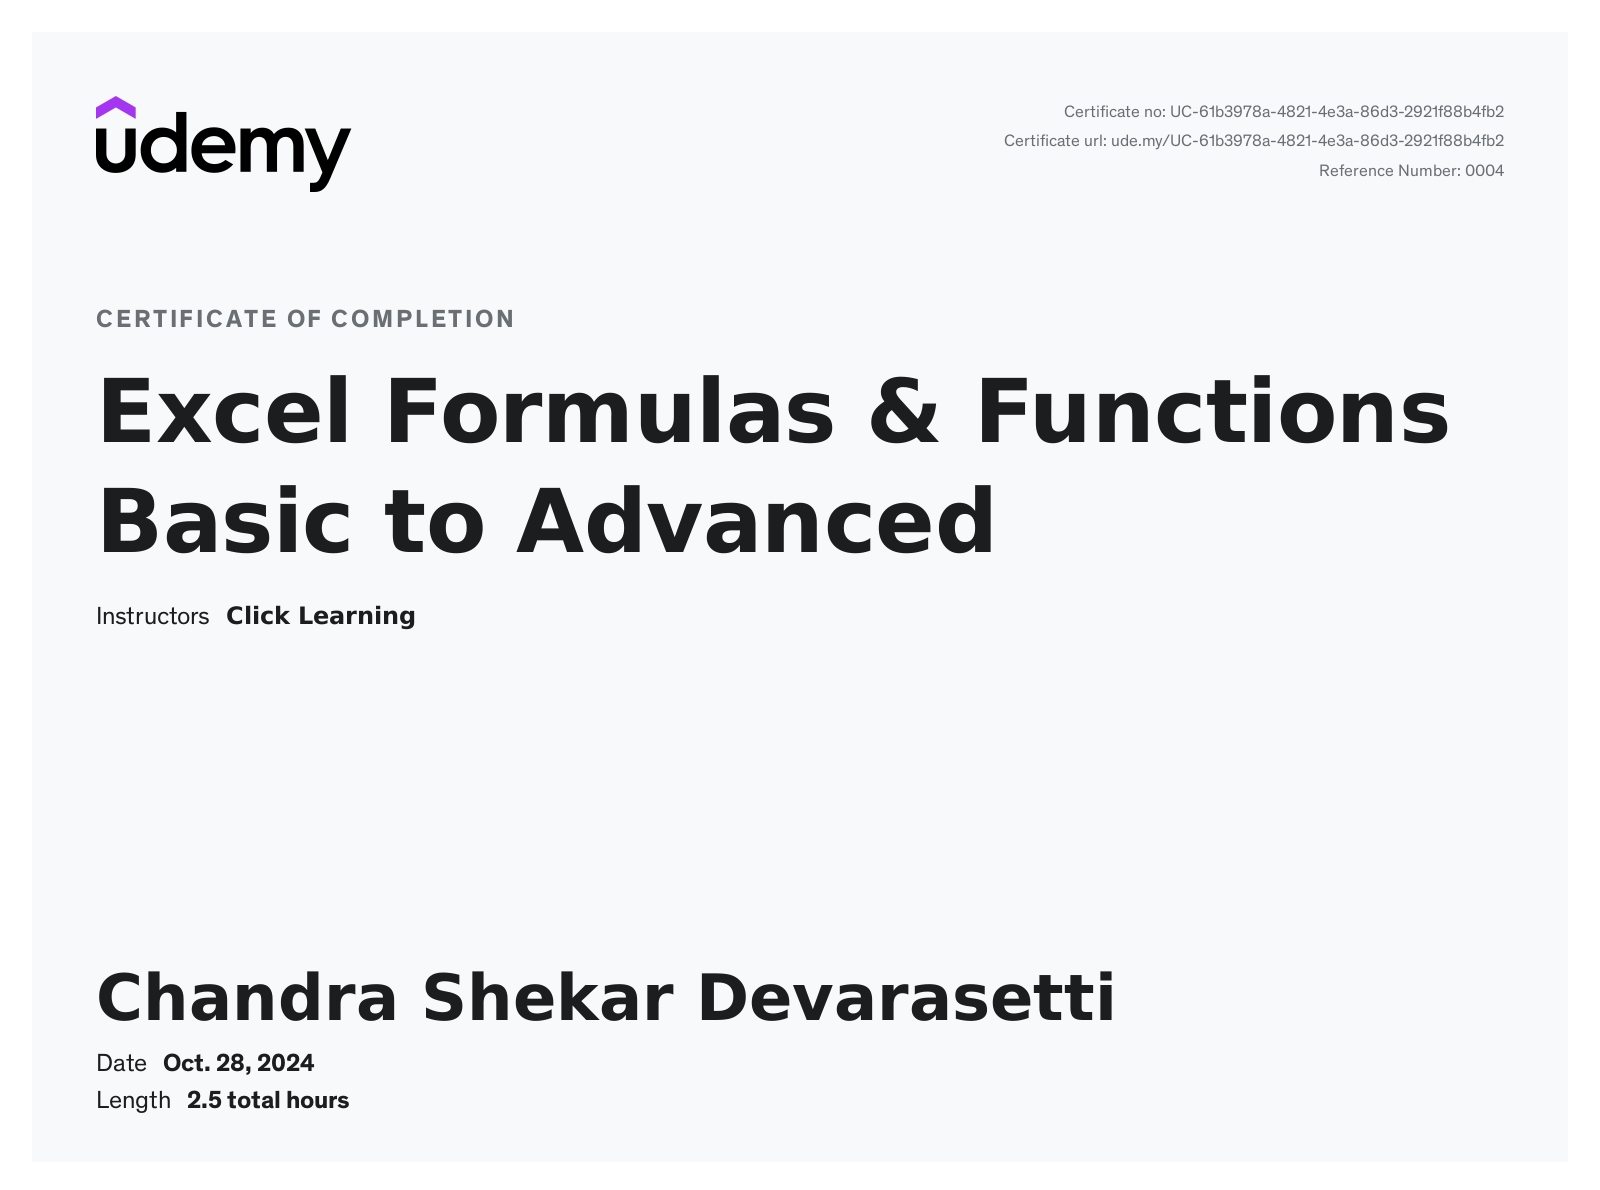 udemy
Certificate no: UC-61b3978a-4821-4e3a-86d3-2921f88b4fb2
Certificate url: ude.my/UC-61b3978a-4821-4e3a-86d3-2921f88b4fb2
Reference Number: 0004
CERTIFICATE OF COMPLETION
Excel Formulas & Functions
Basic to Advanced
Instructors Click Learning
Chandra Shekar Devarasetti
Date Oct. 28, 2024
Length 2.5 total hours